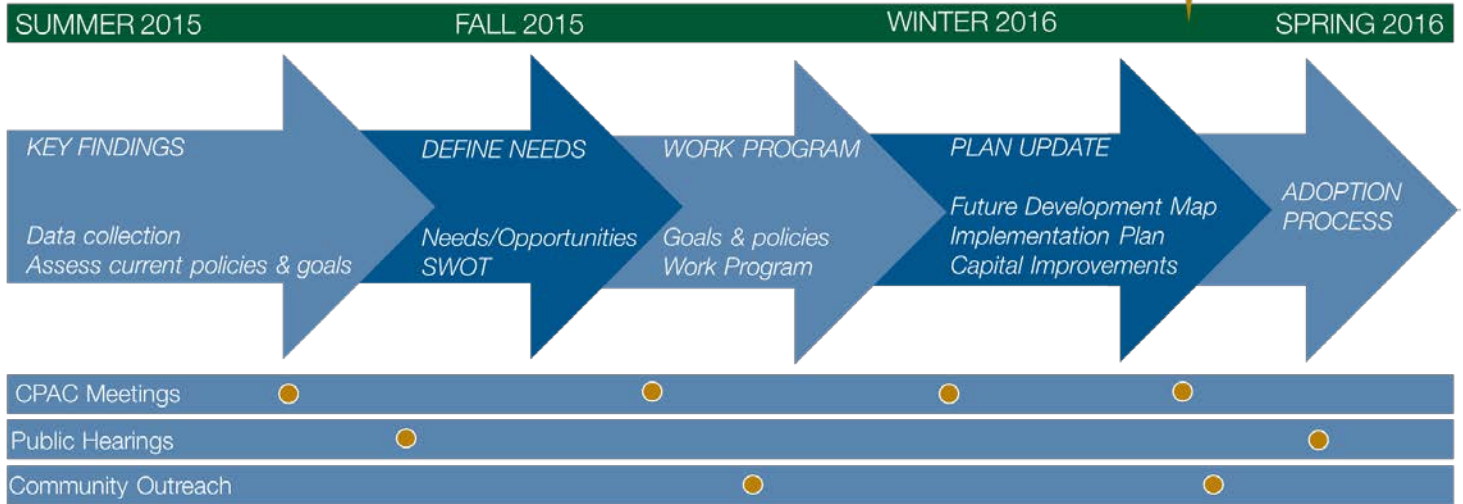 SUMMER 2015
FALL 2015
WINTER 2016
SPRING 2016
KEY FINDINGS
Data collection
Assess current policies & goals
DEFINE NEEDS
Needs/Opportunities
SWOT
WORK PROGRAM
Goals & policies
Work Program
PLAN UPDATE
Future Development Map
Implementation Plan
Capital Improvements
ADOPTION
PROCESS
CPAC Meetings
Public Hearings
Community Outreach